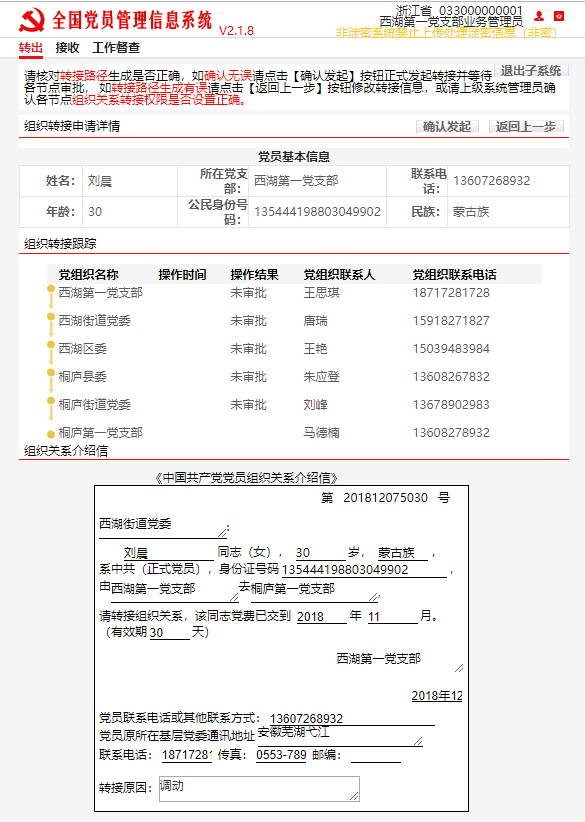 全国党员管理信息系统 V2.1.8
浙江省_033000000001
西湖第一党支部业务管理员
非涉密系统禁止上传处理涉密信息（非密）
转出 接收 工作督查
退出子系统
请核对转接路径生成是否正确，如确认无误请点击【确认发起】按钮正式发起转接并等待
各节点审批，如转接路径生成有误请点击【返回上一步】按钮修改转接信息，或请上级系统管理员确
认各节点组织关系转接权限是否设置正确。
组织转接申请详情 确认发起 返回上一步
党员基本信息
姓名： 刘晨 所在党支部： 西湖第一党支部 联系电话： 13607268932
年龄： 30 公民身份号码： 135444198803049902 民族： 蒙古族
组织转接跟踪
党组织名称 操作时间 操作结果 党组织联系人 党组织联系电话
西湖第一党支部 未审批 王思琪 18717281728
西湖街道党委 未审批 唐瑞 15918271827
西湖区委 未审批 王艳 15039483984
桐庐县委 未审批 朱应登 13608267832
桐庐街道党委 未审批 刘峰 13678902983
桐庐第一党支部 马德楠 13608278932
组织关系介绍信
《中国共产党党员组织关系介绍信》
第 201812075030 号
西湖街道党委：
刘晨 同志（女）， 30 岁， 蒙古族 ，
系中共（正式党员），身份证号码 135444198803049902 ，
由西湖第一党支部 去桐庐第一党支部 ，
请转接组织关系，该同志党费已交到 2018 年 11 月。
（有效期 30 天）
西湖第一党支部
2018年12
党员联系电话或其他联系方式： 13607268932
党员原所在基层党委通讯地址 安徽芜湖弋江
联系电话： 1871728 传真： 0553-789 邮编：
转接原因： 调动